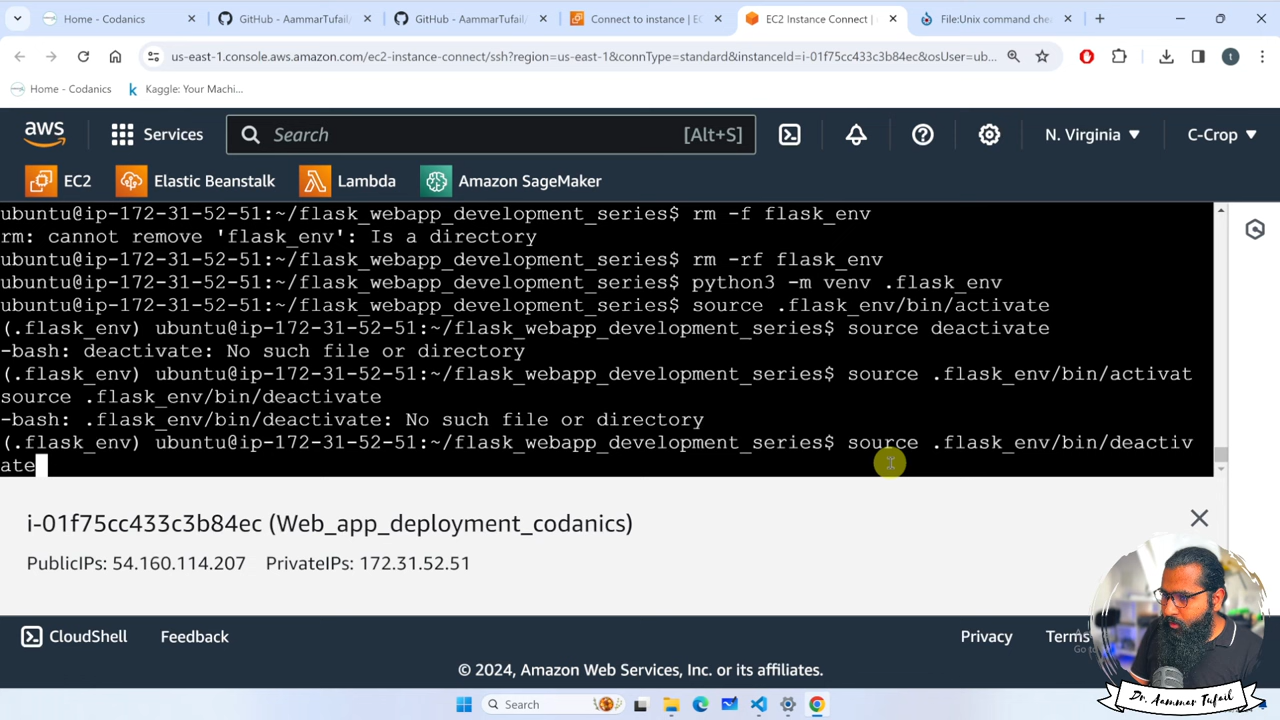 Home - Codanics
GitHub - AammarTufail/
GitHub - AammarTufail/
Connect to instance | EC
EC2 Instance Connect |
File:Unix command che
us-east-1.console.aws.amazon.com/ec2-instance-connect/ssh?region=us-east-1&connType=standard&instanceId=i-01f75cc433c3b84ec&osUser=ub...
t
Home - Codanics
Kaggle: Your Machi...
aws
Services
Search
[Alt+S]
N. Virginia
C-Crop
EC2
Elastic Beanstalk
Lambda
Amazon SageMaker
ubuntu@ip-172-31-52-51:~/flask_webapp_development_series$ rm -f flask_env
rm: cannot remove 'flask_env': Is a directory
ubuntu@ip-172-31-52-51:~/flask_webapp_development_series$ rm -rf flask_env
ubuntu@ip-172-31-52-51:~/flask_webapp_development_series$ python3 -m venv .flask_env
ubuntu@ip-172-31-52-51:~/flask_webapp_development_series$ source .flask_env/bin/activate
(.flask_env) ubuntu@ip-172-31-52-51:~/flask_webapp_development_series$ source deactivate
-bash: deactivate: No such file or directory
(.flask_env) ubuntu@ip-172-31-52-51:~/flask_webapp_development_series$ source .flask_env/bin/activat
source .flask_env/bin/deactivate
-bash: .flask_env/bin/deactivate: No such file or directory
(.flask_env) ubuntu@ip-172-31-52-51:~/flask_webapp_development_series$ source .flask_env/bin/deactiv
ate
i-01f75cc433c3b84ec (Web_app_deployment_codanics)
PublicIPs: 54.160.114.207 PrivateIPs: 172.31.52.51
CloudShell
Feedback
Privacy
Terms
Go to
© 2024, Amazon Web Services, Inc. or its affiliates.
Search
Dr. Aammar Tufail